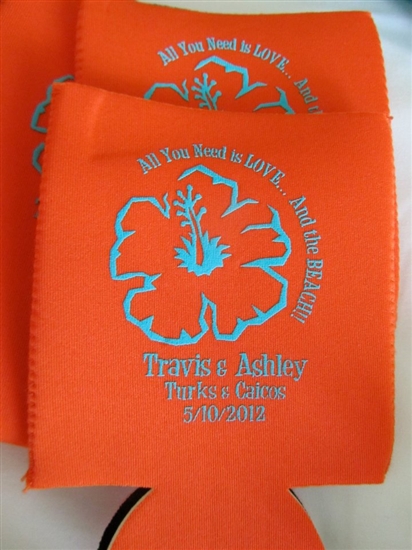 All You Need is LOVE... And the
All You Need is LOVE... And the BEACH!!
Travis & Ashley
Turks & Caicos
5/10/2012